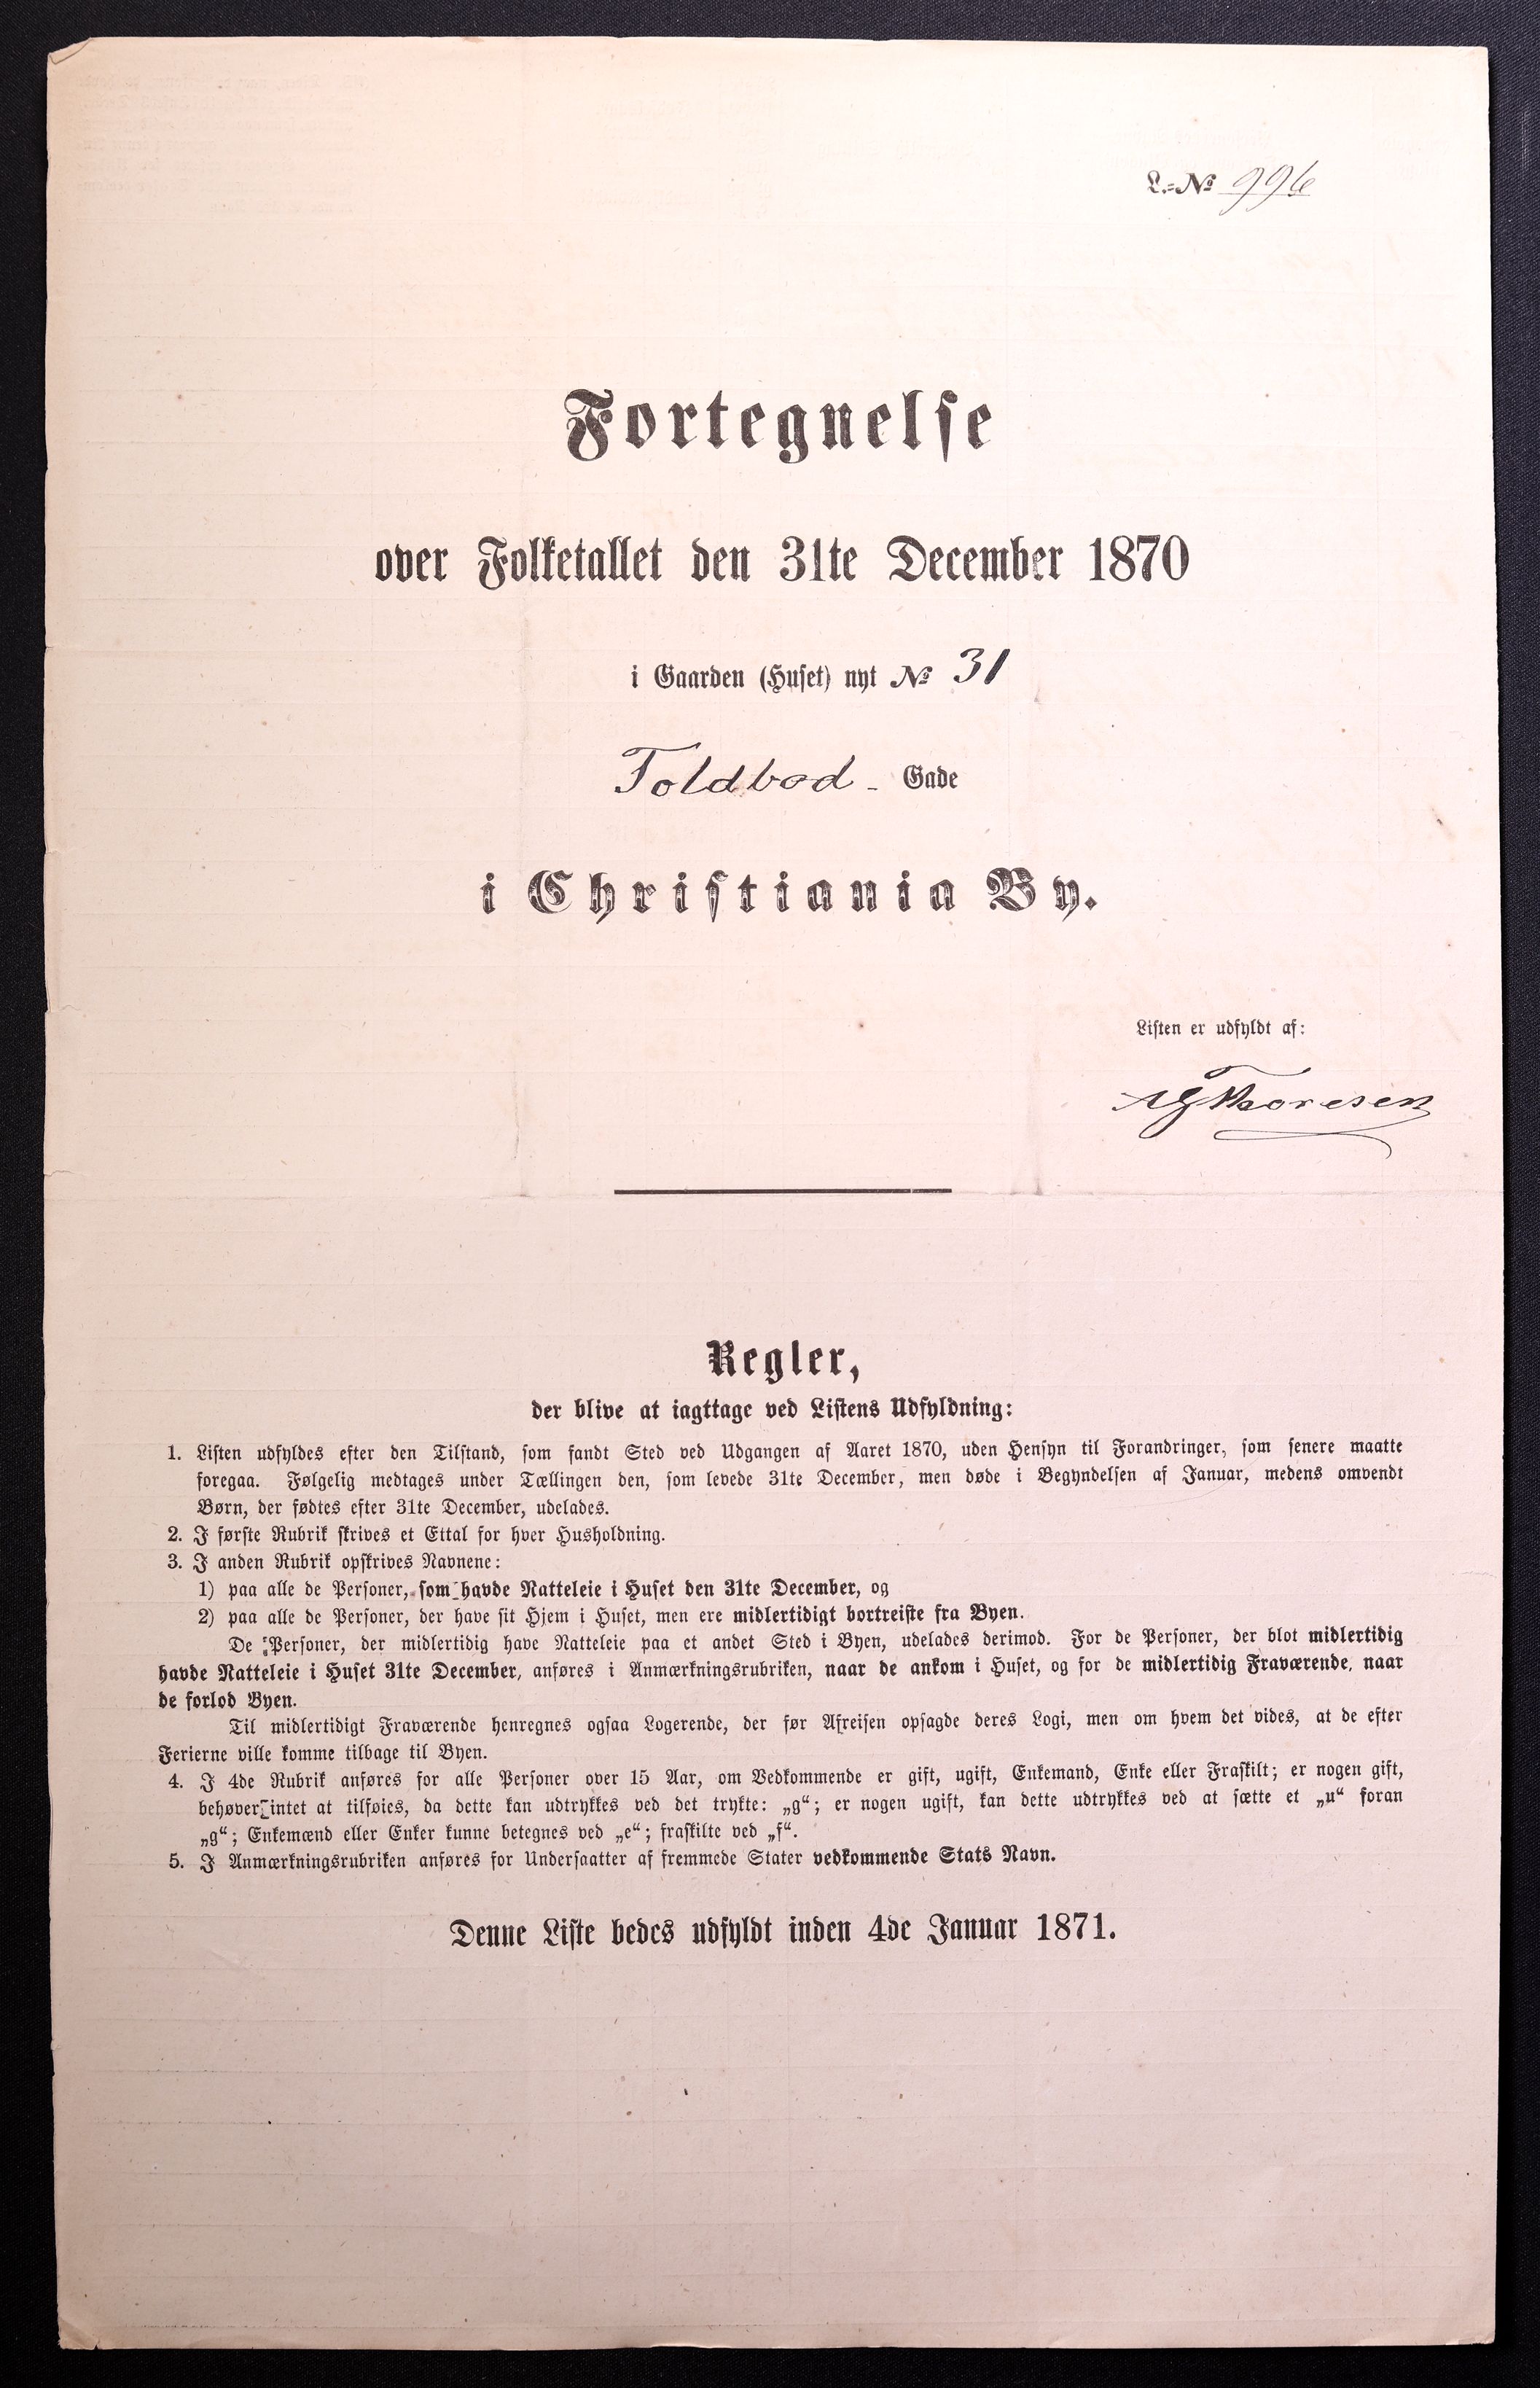 L.-№ 996
Fortegnelse
over Folketallet den 31te December 1870
i Gaarden (Huset) nyt № 31
Toldbod- Gade
i Christiania By.
Listen er udfyldt af:
AGThoresen
Regler,
der blive at iagttage ved Listens Udfyldning:
1. Listen udfyldes efter den Tilstand, som fandt Sted ved Udgangen af Aaret 1870, uden Hensyn til Forandringer, som senere maatte
foregaa. Følgelig medtages under Tællingen den, som levede 31te December, men døde i Begyndelsen af Januar, medens omvendt
Børn, der fødtes efter 31te December, udelades.
2. I første Rubrik skrives et Ettal for hver Husholdning.
3. I anden Rubrik opskrives Navnene:
1) paa alle de Personer, som havde Natteleie i Huset den 31te December, og
2) paa alle de Personer, der have sit Hjem i Huset, men ere midlertidigt bortreiste fra Byen.
De Personer, der midlertidig have Natteleie paa et andet Sted i Byen, udelades derimod. For de Personer, der blot midlertidig
havde Natteleie i Huset 31te December, anføres i Anmærkningsrubriken, naar de ankom i Huset, og for de midlertidig Fraværende, naar
de forlod Byen.
Til midlertidigt Fraværende henregnes ogsaa Logerende, der før Afreisen opsagde deres Logi, men om hvem det vides, at de efter
Ferierne ville komme tilbage til Byen.
4. I 4de Rubrik anføres for alle Personer over 15 Aar, om Vedkommende er gift, ugift, Enkemand, Enke eller Fraskilt; er nogen gift,
behøver intet at tilføies, da dette kan udtrykkes ved det trykte: „g“; er nogen ugift, kan dette udtrykkes ved at sætte et „u“ foran
„g“; Enkemænd eller Enker kunne betegnes ved „e“; fraskilte ved „f“.
5. I Anmærkningsrubriken anføres for Undersaatter af fremmede Stater vedkommende Stats Navn.
Denne Liste bedes udfyldt inden 4de Januar 1871.